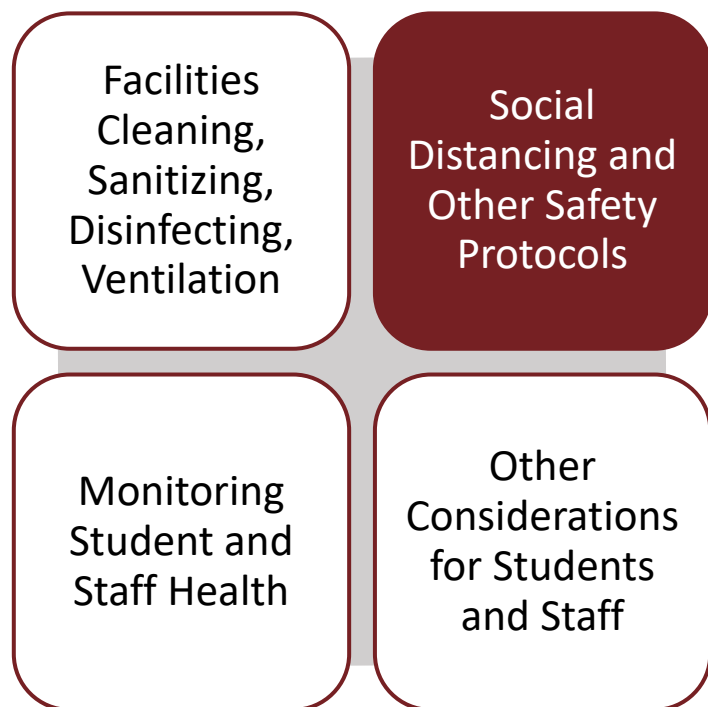 Facilities
Cleaning,
Sanitizing,
Disinfecting,
Ventilation
Social
Distancing and
Other Safety
Protocols
Monitoring
Student and
Staff Health
Other
Considerations
for Students
and Staff